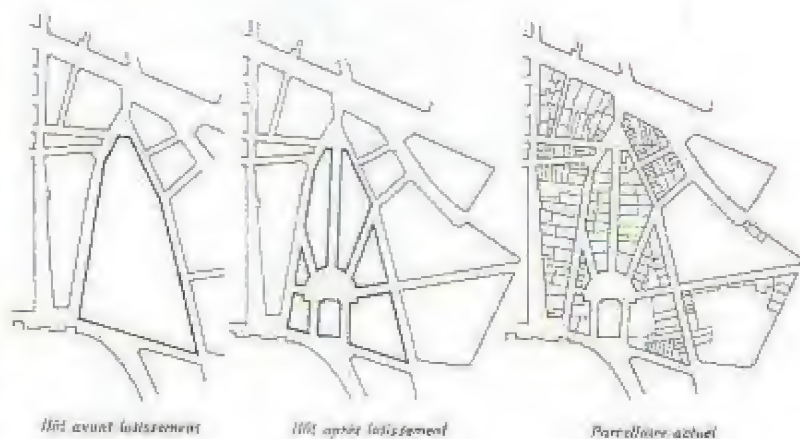 Ilôt avant lotissement
Ilôt après lotissement
Parcellaire actuel